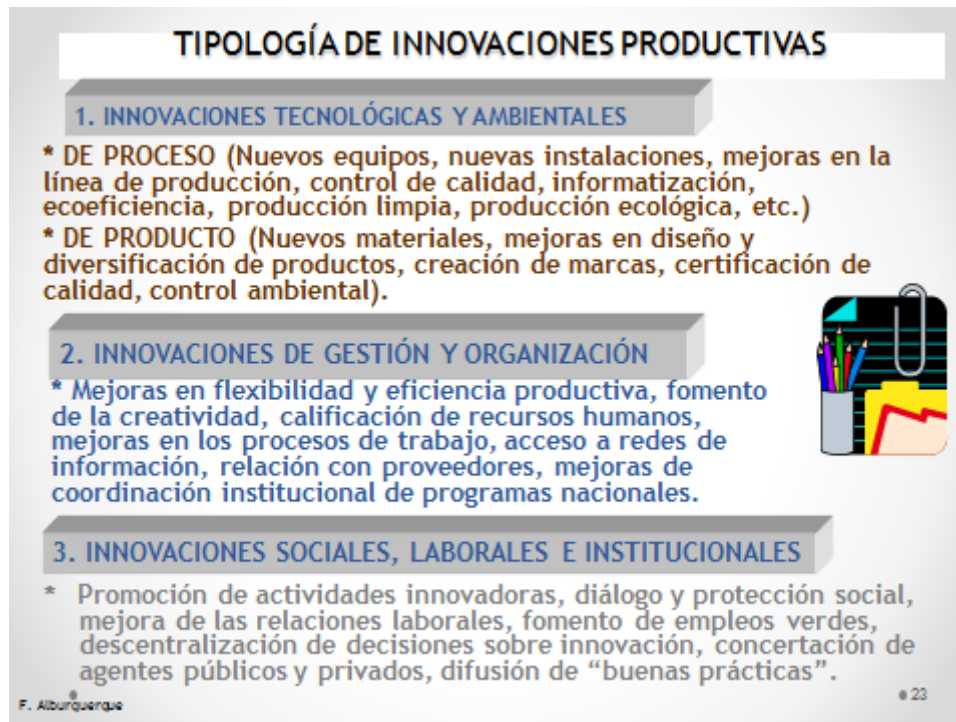 TIPOLOGÍA DE INNOVACIONES PRODUCTIVAS
1. INNOVACIONES TECNOLÓGICAS Y AMBIENTALES
* DE PROCESO (Nuevos equipos, nuevas instalaciones, mejoras en la
línea de producción, control de calidad, informatización,
ecoeficiencia, producción limpia, producción ecológica, etc.)
* DE PRODUCTO (Nuevos materiales, mejoras en diseño y
diversificación de productos, creación de marcas, certificación de
calidad, control ambiental).
2. INNOVACIONES DE GESTIÓN Y ORGANIZACIÓN
* Mejoras en flexibilidad y eficiencia productiva, fomento
de la creatividad, calificación de recursos humanos,
mejoras en los procesos de trabajo, acceso a redes de
información, relación con proveedores, mejoras de
coordinación institucional de programas nacionales.
3. INNOVACIONES SOCIALES, LABORALES E INSTITUCIONALES
* Promoción de actividades innovadoras, diálogo y protección social,
mejora de las relaciones laborales, fomento de empleos verdes,
descentralización de decisiones sobre innovación, concertación de
agentes públicos y privados, difusión de “buenas prácticas”.
F. Alburquerque
23